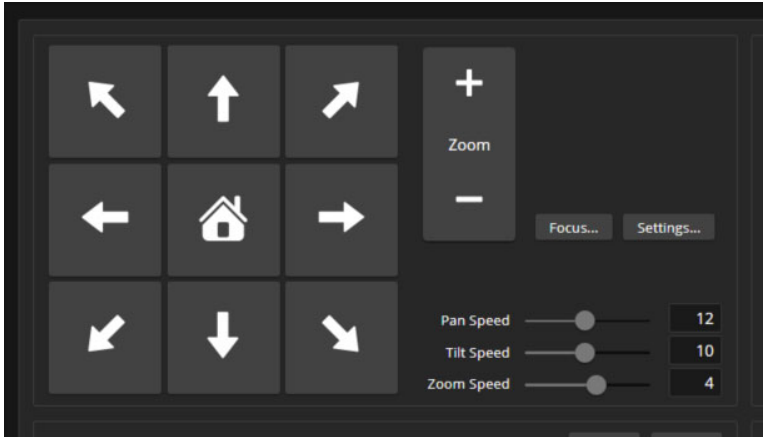 +
Zoom
−
Focus...
Settings...
Pan Speed
12
Tilt Speed
10
Zoom Speed
4